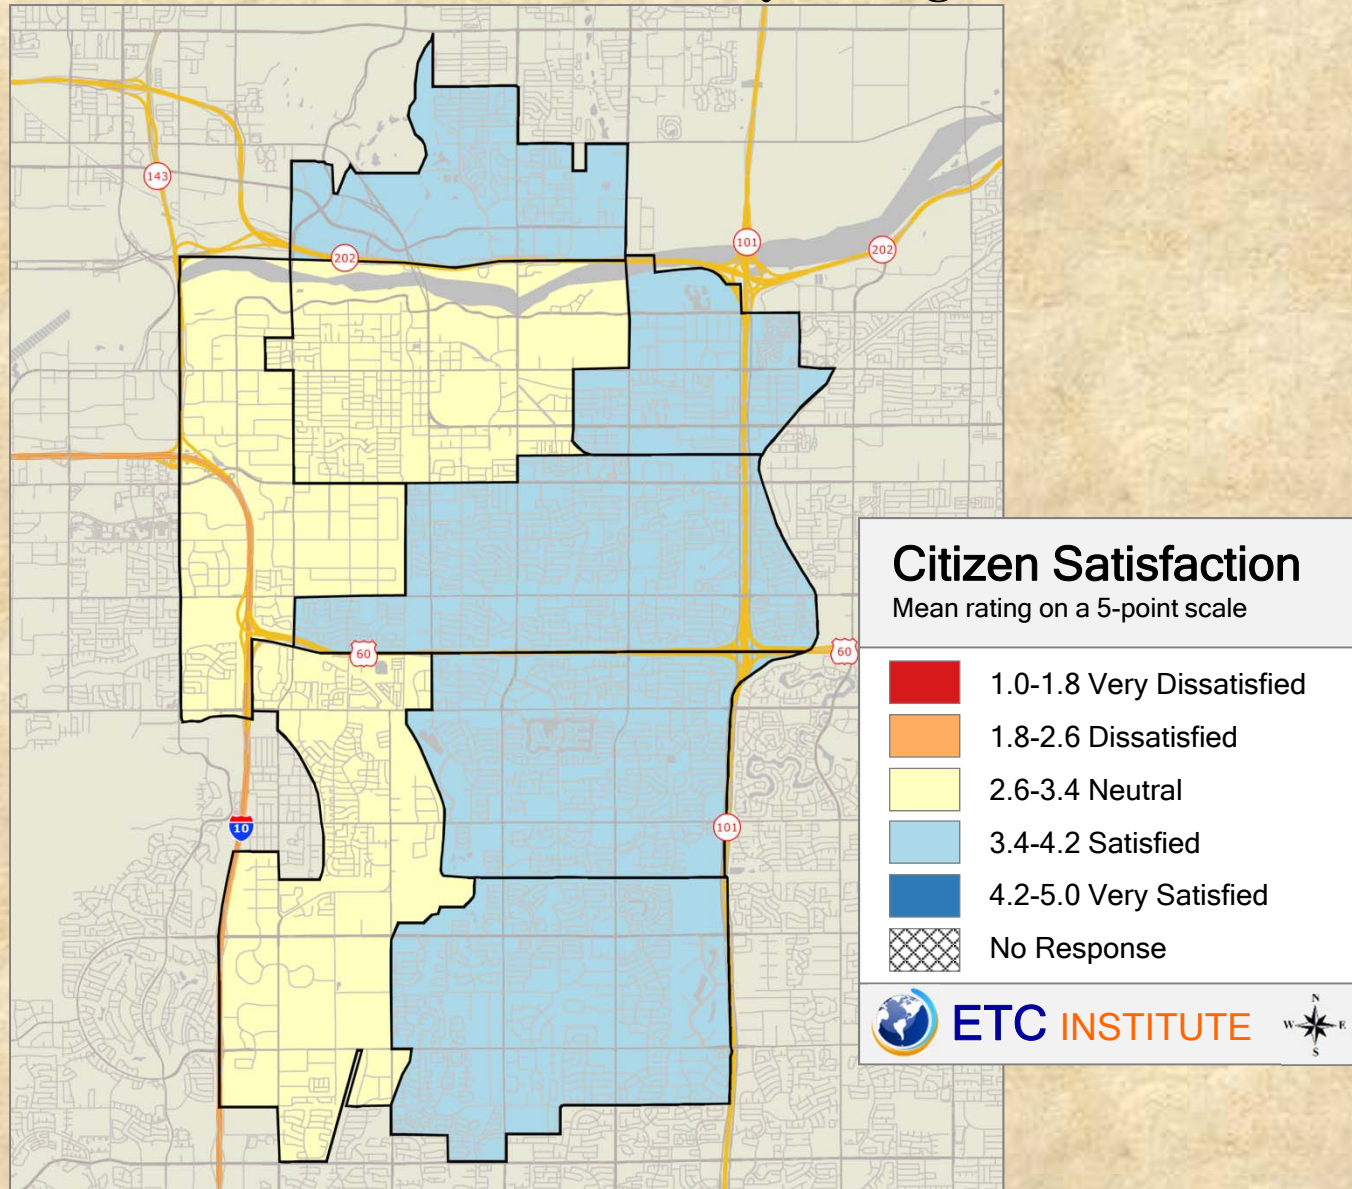 143
202
101
202
Citizen Satisfaction
Mean rating on a 5-point scale
60
60
1.0-1.8 Very Dissatisfied
1.8-2.6 Dissatisfied
2.6-3.4 Neutral
10
101
3.4-4.2 Satisfied
4.2-5.0 Very Satisfied
No Response
ETC INSTITUTE
N
W E
S